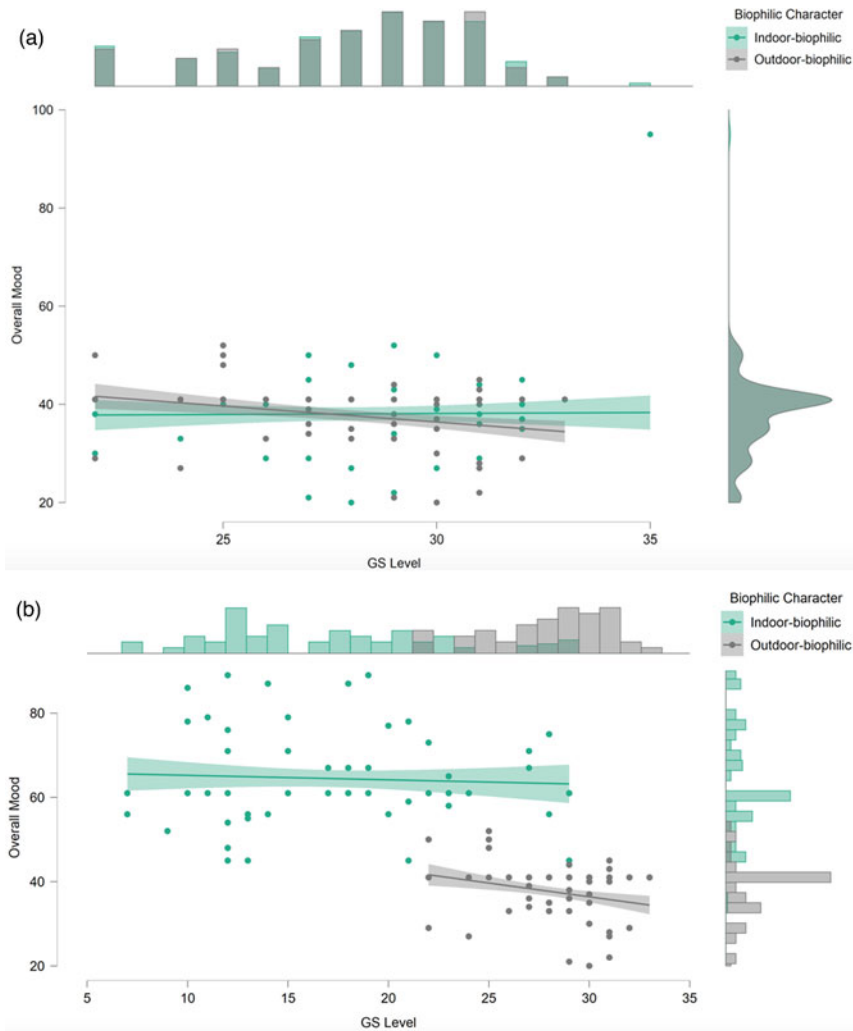 (a)
Biophilic Character
Indoor-biophilic
Outdoor-biophilic
100
80
60
40
20
Overall Mood
25 30 35
GS Level
(b)
Biophilic Character
Indoor-biophilic
Outdoor-biophilic
80
60
40
20
Overall Mood
5 10 15 20 25 30 35
GS Level